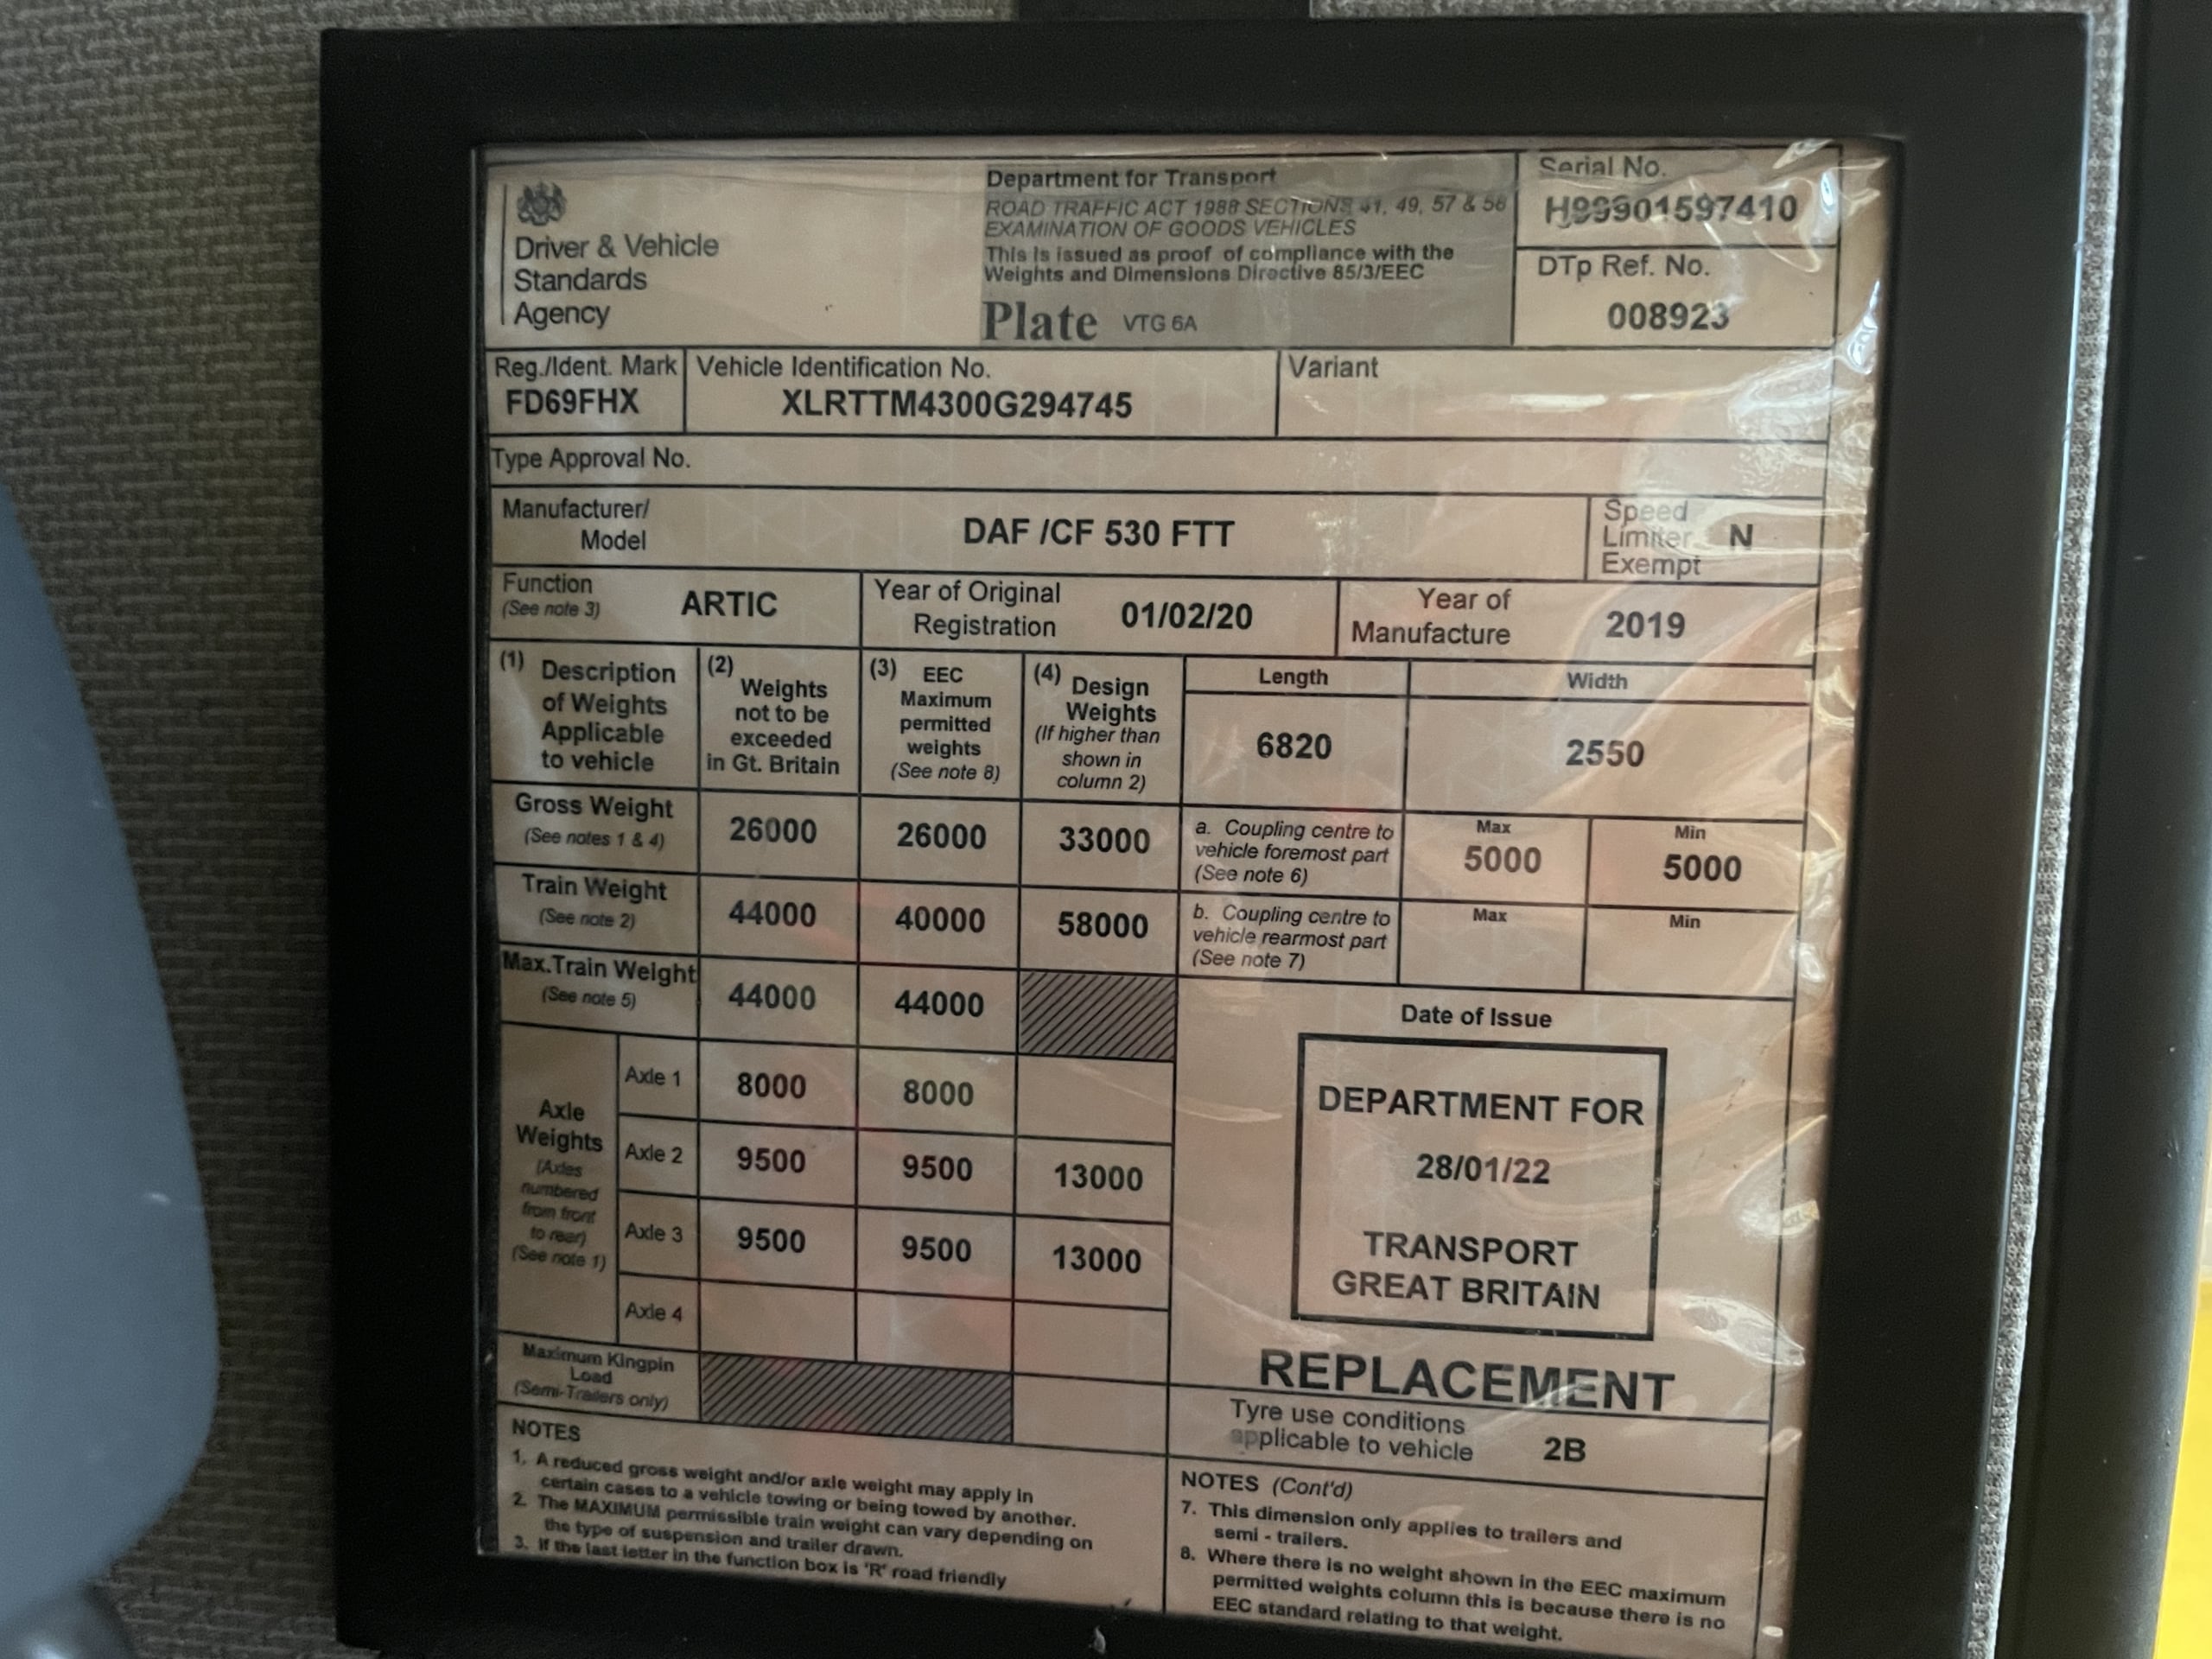 Driver & Vehicle
Standards
Agency
Department for Transport
ROAD TRAFFIC ACT 1988 SECTIONS 41, 49, 57 & 58
EXAMINATION OF GOODS VEHICLES
This is issued as proof of compliance with the
Weights and Dimensions Directive 85/3/EEC
Plate VTG 6A
Serial No.
H99901597410
DTp Ref. No.
008923
Reg./Ident. Mark
FD69FHX
Vehicle Identification No.
XLRTTM4300G294745
Variant
Type Approval No.
Manufacturer/
Model
DAF /CF 530 FTT
Speed
Limiter
Exempt
N
Function
(See note 3)
ARTIC
Year of Original
Registration
01/02/20
Year of
Manufacture
2019
(1) Description
of Weights
Applicable
to vehicle
(2) Weights
not to be
exceeded
in Gt. Britain
(3) EEC
Maximum
permitted
weights
(See note 8)
(4) Design
Weights
(If higher than
shown in
column 2)
Length
6820
Width
2550
Gross Weight
(See notes 1 & 4)
26000
26000
33000
a. Coupling centre to
vehicle foremost part
(See note 6)
Max
5000
Min
5000
Train Weight
(See note 2)
44000
40000
58000
b. Coupling centre to
vehicle rearmost part
(See note 7)
Max
Min
Max.Train Weight
(See note 5)
44000
44000
Axle
Weights
(Axles
numbered
from front
to rear)
(See note 1)
Axle 1
8000
8000
Axle 2
9500
9500
13000
Axle 3
9500
9500
13000
Axle 4
Maximum Kingpin
Load
(Semi-Trailers only)
Date of Issue
DEPARTMENT FOR
28/01/22
TRANSPORT
GREAT BRITAIN
REPLACEMENT
Tyre use conditions
applicable to vehicle
2B
NOTES
1. A reduced gross weight and/or axle weight may apply in
certain cases to a vehicle towing or being towed by another.
2. The MAXIMUM permissible train weight can vary depending on
the type of suspension and trailer drawn.
3. If the last letter in the function box is 'R' road friendly
NOTES (Cont'd)
7. This dimension only applies to trailers and
semi - trailers.
8. Where there is no weight shown in the EEC maximum
permitted weights column this is because there is no
EEC standard relating to that weight.